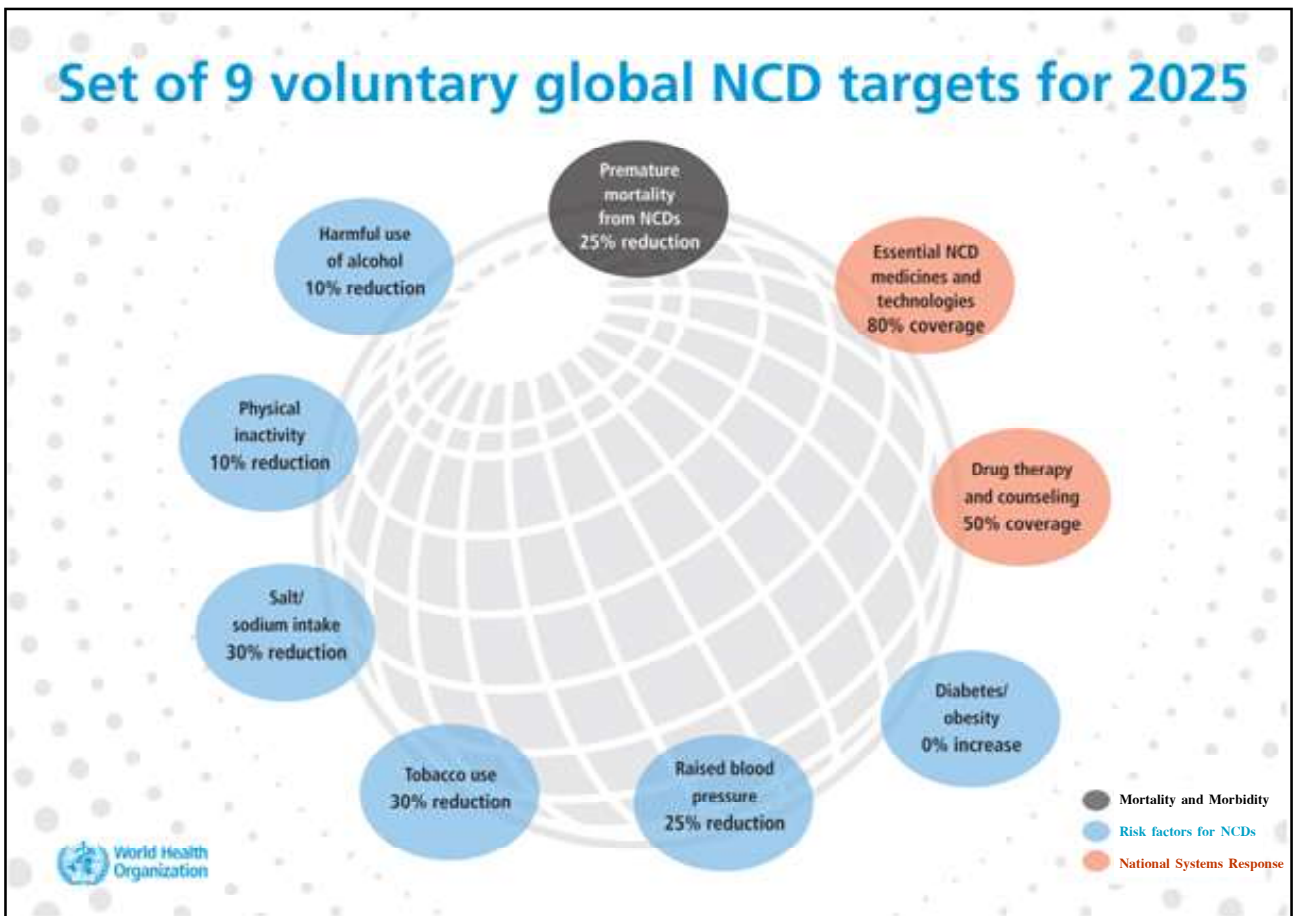 Set of 9 voluntary global NCD targets for 2025
Premature
mortality
from NCDs
25% reduction
Harmful use
of alcohol
10% reduction
Essential NCD
medicines and
technologies
80% coverage
Physical
inactivity
10% reduction
Drug therapy
and counseling
50% coverage
Salt/
sodium intake
30% reduction
Diabetes/
obesity
0% increase
Tobacco use
30% reduction
Raised blood
pressure
25% reduction
Mortality and Morbidity
Risk factors for NCDs
National Systems Response
World Health
Organization